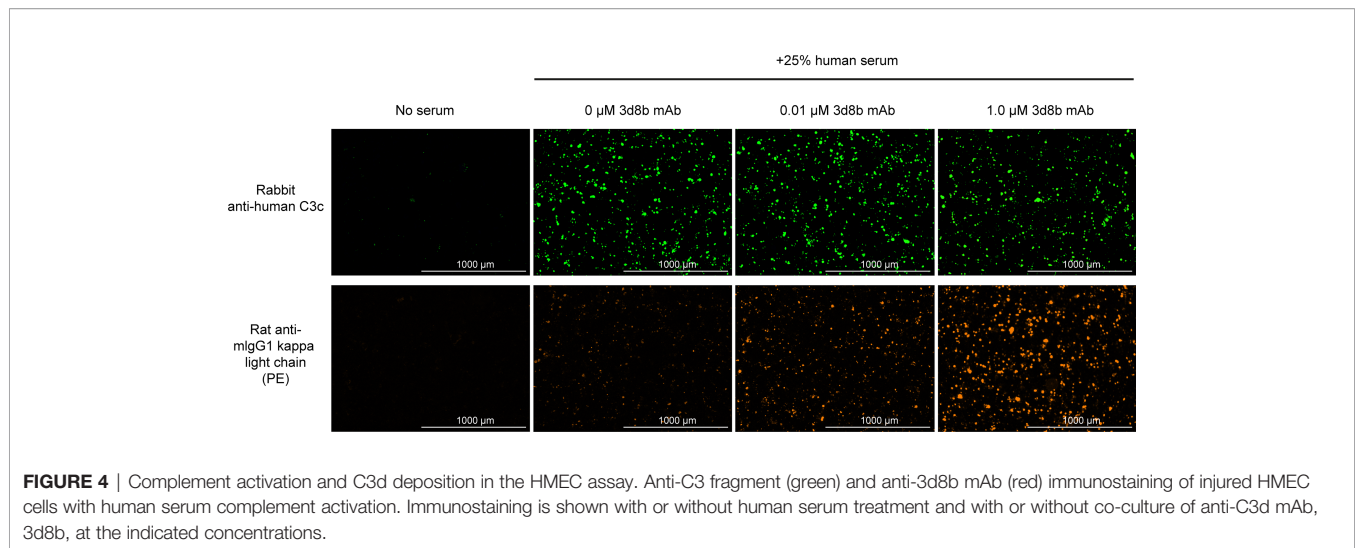 +25% human serum
No serum
0 µM 3d8b mAb
0.01 µM 3d8b mAb
1.0 µM 3d8b mAb
Rabbit
anti-human C3c
1000 µm
1000 µm
1000 µm
1000 µm
Rat anti-
mIgG1 kappa
light chain
(PE)
1000 µm
1000 µm
1000 µm
1000 µm
FIGURE 4 | Complement activation and C3d deposition in the HMEC assay. Anti-C3 fragment (green) and anti-3d8b mAb (red) immunostaining of injured HMEC
cells with human serum complement activation. Immunostaining is shown with or without human serum treatment and with or without co-culture of anti-C3d mAb,
3d8b, at the indicated concentrations.